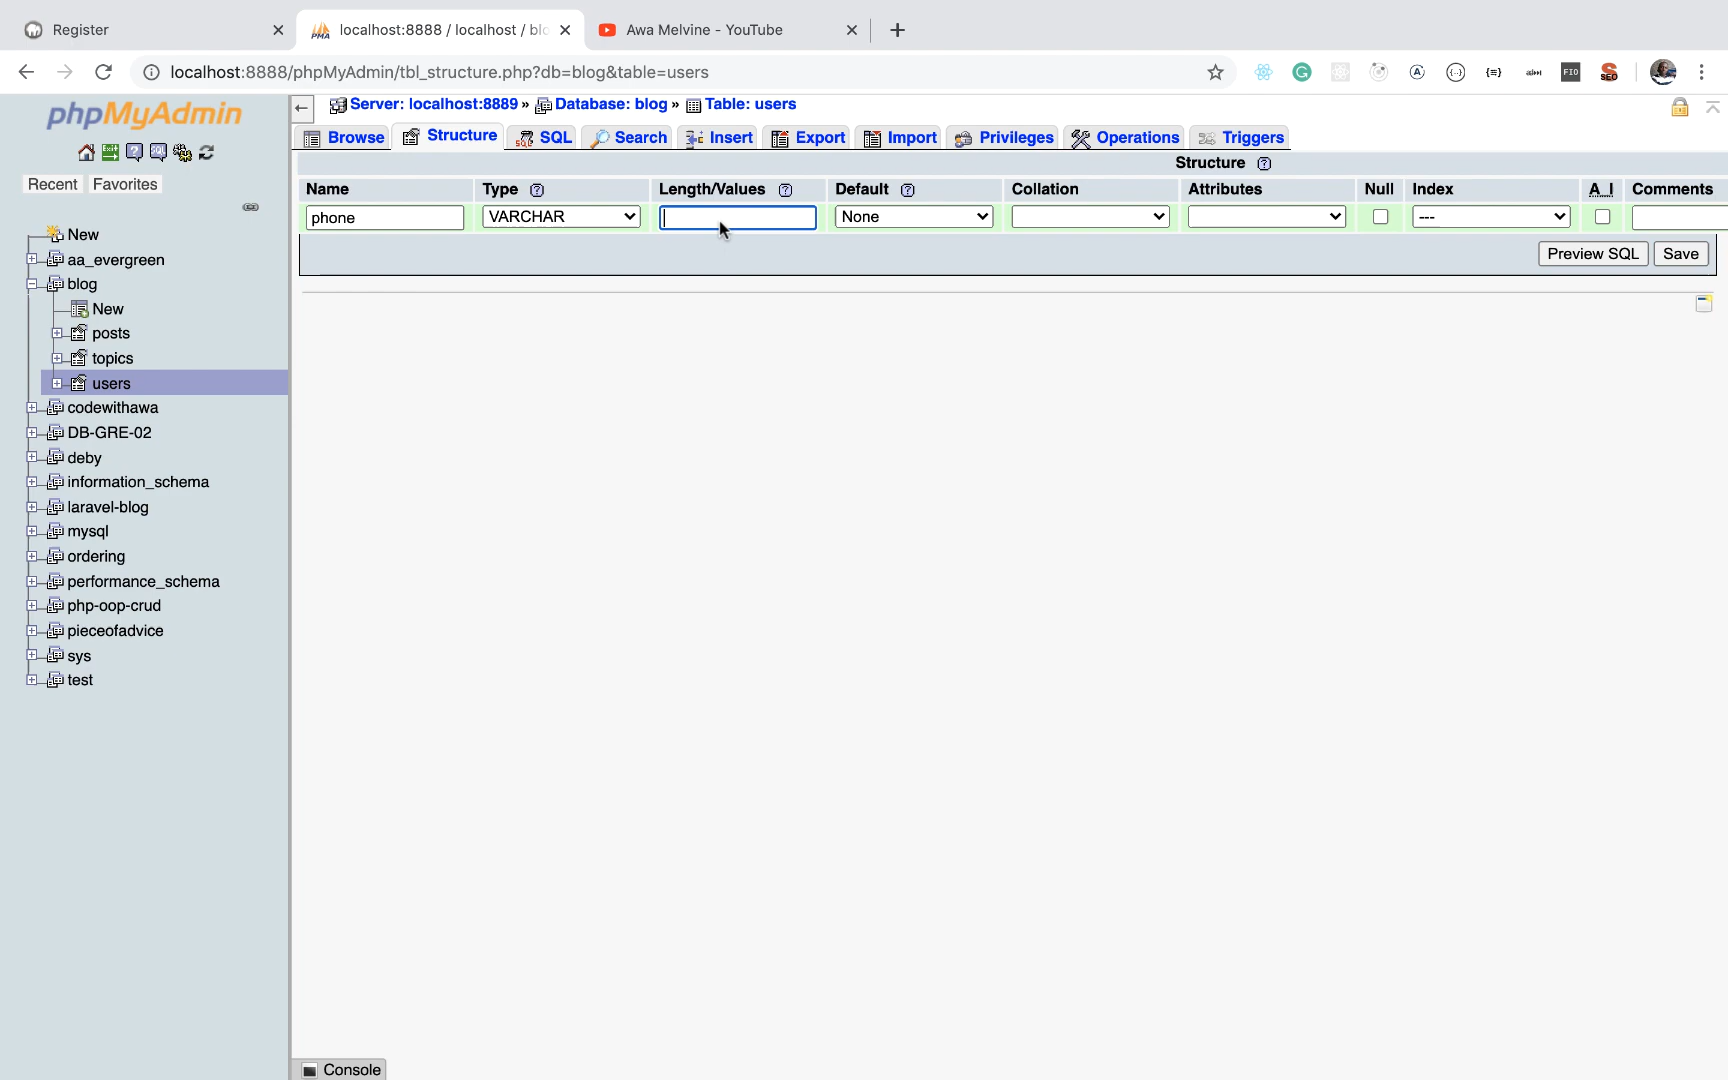 Register
localhost:8888 / localhost / blo
Awa Melvine - YouTube
localhost:8888/phpMyAdmin/tbl_structure.php?db=blog&table=users
FIO
SEO
phpMyAdmin
Recent
Favorites
New
aa_evergreen
blog
New
posts
topics
users
codewithawa
DB-GRE-02
deby
information_schema
laravel-blog
mysql
ordering
performance_schema
php-oop-crud
pieceofadvice
sys
test
Server: localhost:8889 » Database: blog » Table: users
Browse Structure SQL Search Insert Export Import Privileges Operations Triggers
Structure
Name Type Length/Values Default Collation Attributes Null Index A_I Comments
phone VARCHAR None ---
Preview SQL Save
Console